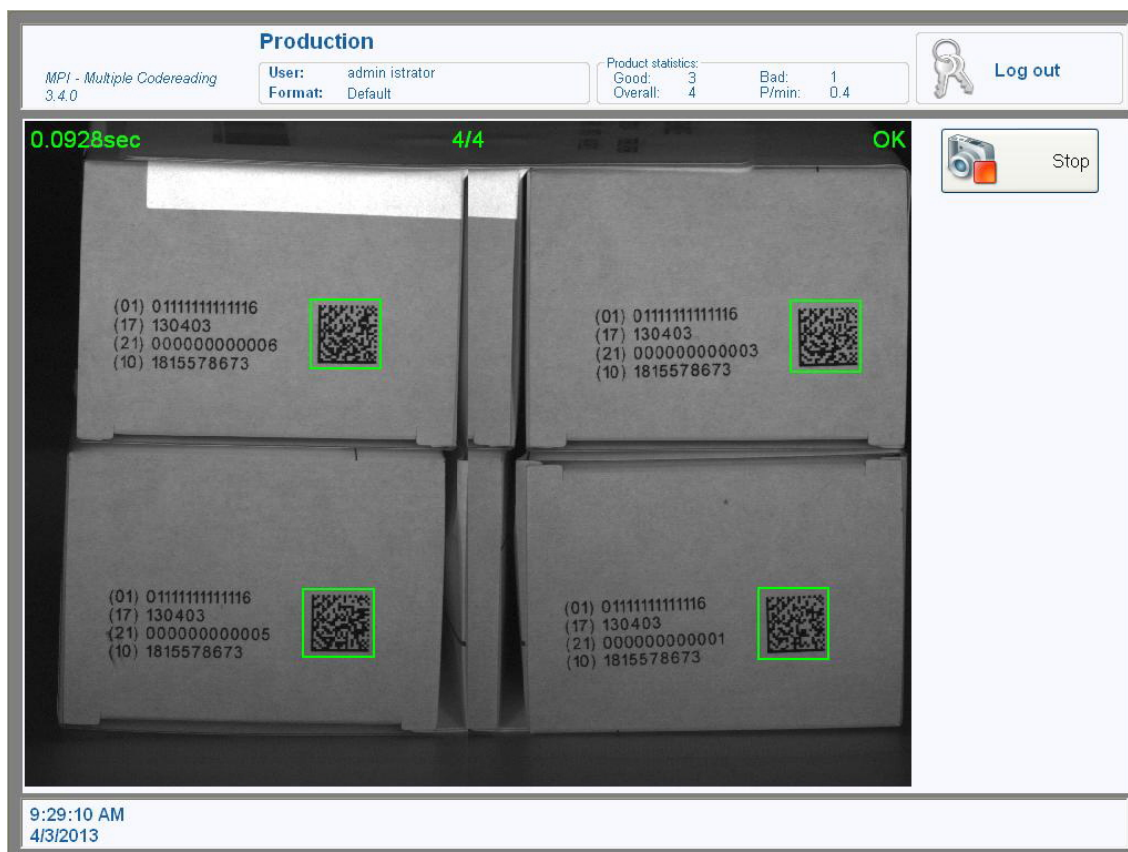 Production
MPI - Multiple Codereading
3.4.0
User: admin istrator
Format: Default
Product statistics:
Good: 3 Bad: 1
Overall: 4 P/min: 0.4
Log out
0.0928sec 4/4 OK
Stop
(01) 01111111111116
(17) 130403
(21) 000000000006
(10) 1815578673
(01) 01111111111116
(17) 130403
(21) 000000000003
(10) 1815578673
(01) 01111111111116
(17) 130403
(21) 000000000005
(10) 1815578673
(01) 01111111111116
(17) 130403
(21) 000000000001
(10) 1815578673
9:29:10 AM
4/3/2013